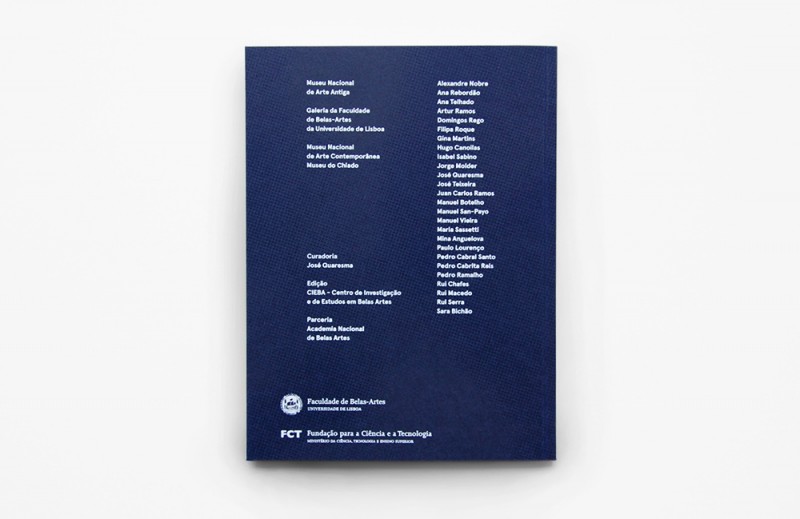 Museu Nacional
de Arte Antiga
Galeria da Faculdade
de Belas-Artes
da Universidade de Lisboa
Museu Nacional
de Arte Contemporânea
Museu do Chiado
Curadoria
José Quaresma
Edição
CIEBA - Centro de Investigação
e de Estudos em Belas Artes
Parceria
Academia Nacional
de Belas Artes
Alexandre Nobre
Ana Rebordão
Ana Telhado
Artur Ramos
Domingos Rego
Filipa Roque
Gina Martins
Hugo Canoilas
Isabel Sabino
Jorge Molder
José Quaresma
José Teixeira
Juan Carlos Ramos
Manuel Botelho
Manuel San-Payo
Manuel Vieira
Maria Sassetti
Mina Anguelova
Paulo Lourenço
Pedro Cabral Santo
Pedro Cabrita Reis
Pedro Ramalho
Rui Chafes
Rui Macedo
Rui Serra
Sara Bichão
Faculdade de Belas-Artes
UNIVERSIDADE DE LISBOA
FCT Fundação para a Ciência e a Tecnologia
MINISTÉRIO DA CIÊNCIA, TECNOLOGIA E ENSINO SUPERIOR